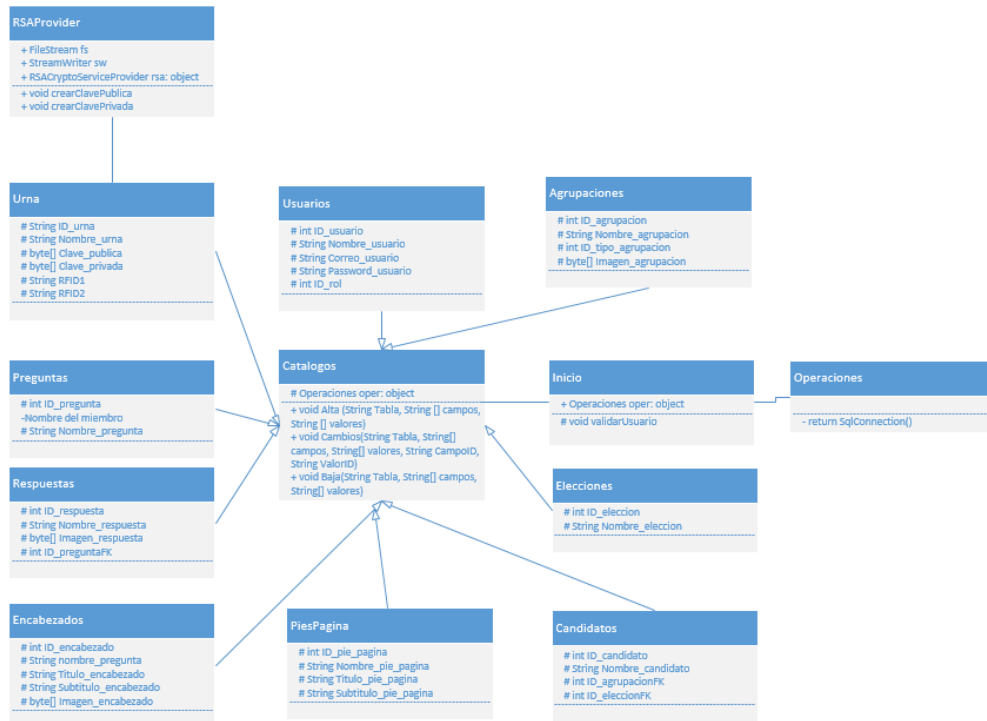 RSAProvider
+ FileStream fs
+ StreamWriter sw
+ RSACryptoServiceProvider rsa: object
+ void crearClavePublica
+ void crearClavePrivada
Urna
# String ID_urna
# String Nombre_urna
# byte[] Clave_publica
# byte[] Clave_privada
# String RFID1
# String RFID2
Usuarios
# int ID_usuario
# String Nombre_usuario
# String Correo_usuario
# String Password_usuario
# int ID_rol
Agrupaciones
# int ID_agrupacion
# String Nombre_agrupacion
# int ID_tipo_agrupacion
# byte[] Imagen_agrupacion
Preguntas
# int ID_pregunta
-Nombre del miembro
# String Nombre_pregunta
Catalogos
# Operaciones oper: object
+ void Alta (String Tabla, String [] campos,
String [] valores)
+ void Cambios(String Tabla, String[]
campos, String[] valores, String CampoID,
String ValorID)
+ void Baja(String Tabla, String[] campos,
String[] valores)
Inicio
+ Operaciones oper: object
# void validarUsuario
Operaciones
- return SqlConnection()
Respuestas
# int ID_respuesta
# String Nombre_respuesta
# byte[] Imagen_respuesta
# int ID_preguntaFK
Elecciones
# int ID_eleccion
# String Nombre_eleccion
Encabezados
# int ID_encabezado
# String nombre_pregunta
# String Titulo_encabezado
# String Subtitulo_encabezado
# byte[] Imagen_encabezado
PiesPagina
# int ID_pie_pagina
# String Nombre_pie_pagina
# String Titulo_pie_pagina
# String Subtitulo_pie_pagina
Candidatos
# int ID_candidato
# String Nombre_candidato
# int ID_agrupacionFK
# int ID_eleccionFK